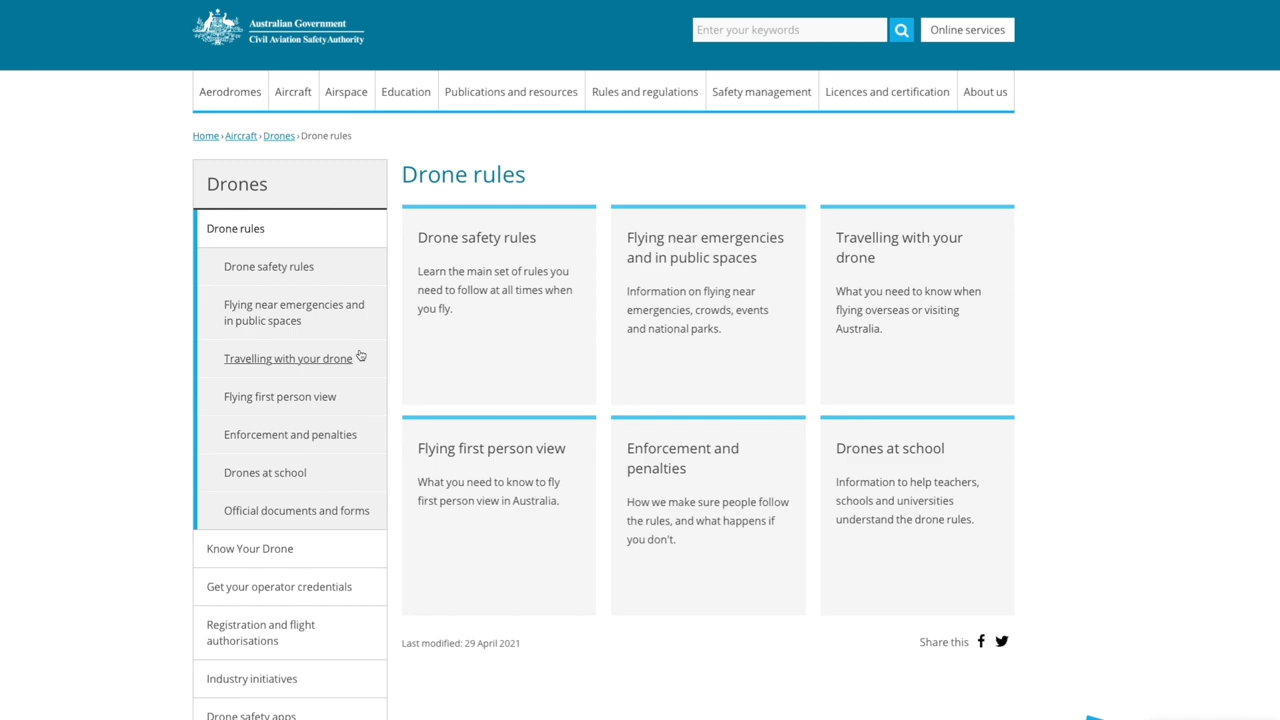 Australian Government
Civil Aviation Safety Authority
Enter your keywords
Online services
Aerodromes
Aircraft
Airspace
Education
Publications and resources
Rules and regulations
Safety management
Licences and certification
About us
Home › Aircraft › Drones › Drone rules
Drones
Drone rules
Drone safety rules
Flying near emergencies and
in public spaces
Travelling with your drone
Flying first person view
Enforcement and penalties
Drones at school
Official documents and forms
Know Your Drone
Get your operator credentials
Registration and flight
authorisations
Industry initiatives
Drone safety apps
Drone rules
Drone safety rules
Learn the main set of rules you
need to follow at all times when
you fly.
Flying near emergencies
and in public spaces
Information on flying near
emergencies, crowds, events
and national parks.
Travelling with your
drone
What you need to know when
flying overseas or visiting
Australia.
Flying first person view
What you need to know to fly
first person view in Australia.
Enforcement and
penalties
How we make sure people follow
the rules, and what happens if
you don't.
Drones at school
Information to help teachers,
schools and universities
understand the drone rules.
Last modified: 29 April 2021
Share this